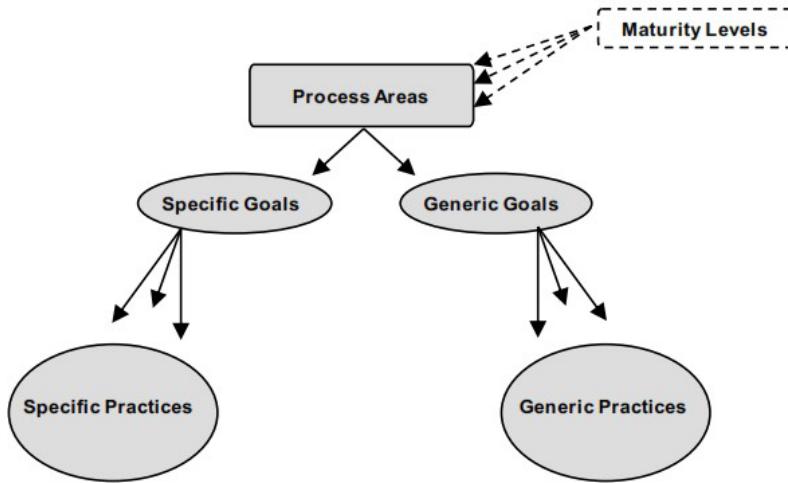 Maturity Levels
Process Areas
Specific Goals
Generic Goals
Specific Practices
Generic Practices